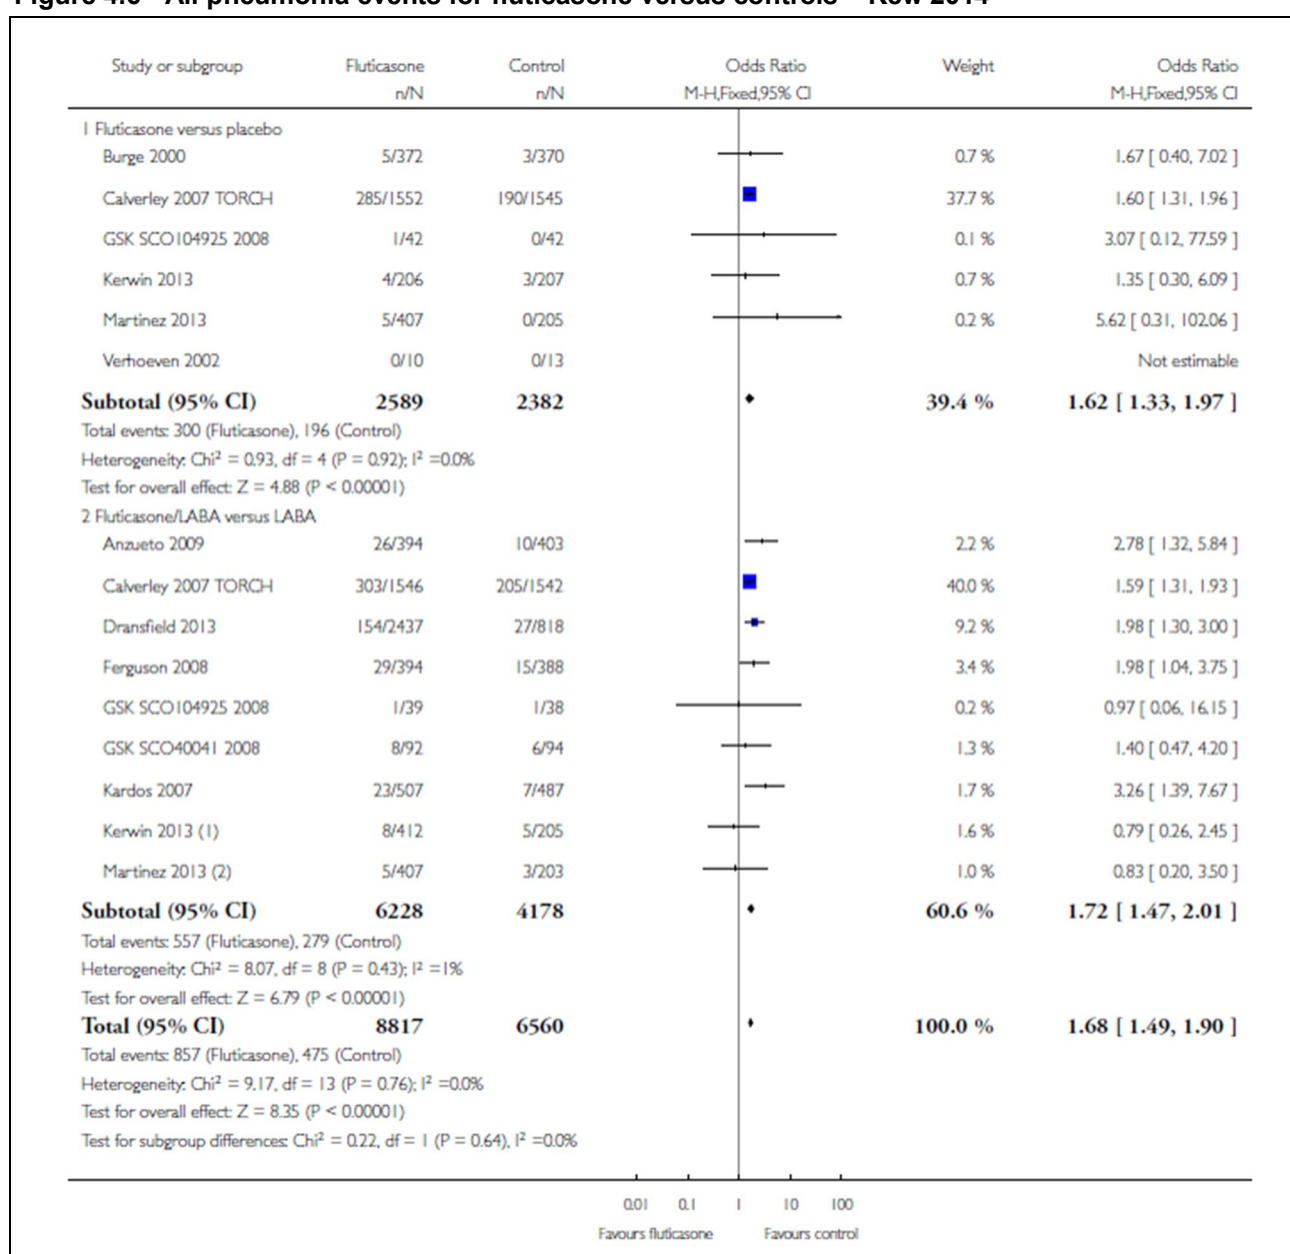 Figure 4.6 All pneumonia events for fluticasone versus controls – Kew 2014
Study or subgroup Fluticasone Control Odds Ratio Weight Odds Ratio
n/N n/N M-H,Fixed,95% CI M-H,Fixed,95% CI
1 Fluticasone versus placebo
Burge 2000 5/372 3/370 0.7 % 1.67 [ 0.40, 7.02 ]
Calverley 2007 TORCH 285/1552 190/1545 37.7 % 1.60 [ 1.31, 1.96 ]
GSK SCO104925 2008 1/42 0/42 0.1 % 3.07 [ 0.12, 77.59 ]
Kerwin 2013 4/206 3/207 0.7 % 1.35 [ 0.30, 6.09 ]
Martinez 2013 5/407 0/205 0.2 % 5.62 [ 0.31, 102.06 ]
Verhoeven 2002 0/10 0/13 Not estimable
Subtotal (95% CI) 2589 2382 39.4 % 1.62 [ 1.33, 1.97 ]
Total events: 300 (Fluticasone), 196 (Control)
Heterogeneity: Chi² = 0.93, df = 4 (P = 0.92); I² =0.0%
Test for overall effect: Z = 4.88 (P < 0.00001)
2 Fluticasone/LABA versus LABA
Anzueto 2009 26/394 10/403 2.2 % 2.78 [ 1.32, 5.84 ]
Calverley 2007 TORCH 303/1546 205/1542 40.0 % 1.59 [ 1.31, 1.93 ]
Dransfield 2013 154/2437 27/818 9.2 % 1.98 [ 1.30, 3.00 ]
Ferguson 2008 29/394 15/388 3.4 % 1.98 [ 1.04, 3.75 ]
GSK SCO104925 2008 1/39 1/38 0.2 % 0.97 [ 0.06, 16.15 ]
GSK SCO40041 2008 8/92 6/94 1.3 % 1.40 [ 0.47, 4.20 ]
Kardos 2007 23/507 7/487 1.7 % 3.26 [ 1.39, 7.67 ]
Kerwin 2013 (1) 8/412 5/205 1.6 % 0.79 [ 0.26, 2.45 ]
Martinez 2013 (2) 5/407 3/203 1.0 % 0.83 [ 0.20, 3.50 ]
Subtotal (95% CI) 6228 4178 60.6 % 1.72 [ 1.47, 2.01 ]
Total events: 557 (Fluticasone), 279 (Control)
Heterogeneity: Chi² = 8.07, df = 8 (P = 0.43); I² =1%
Test for overall effect: Z = 6.79 (P < 0.00001)
Total (95% CI) 8817 6560 100.0 % 1.68 [ 1.49, 1.90 ]
Total events: 857 (Fluticasone), 475 (Control)
Heterogeneity: Chi² = 9.17, df = 13 (P = 0.76); I² =0.0%
Test for overall effect: Z = 8.35 (P < 0.00001)
Test for subgroup differences: Chi² = 0.22, df = 1 (P = 0.64), I² =0.0%
0.01 0.1 1 10 100
Favours fluticasone Favours control